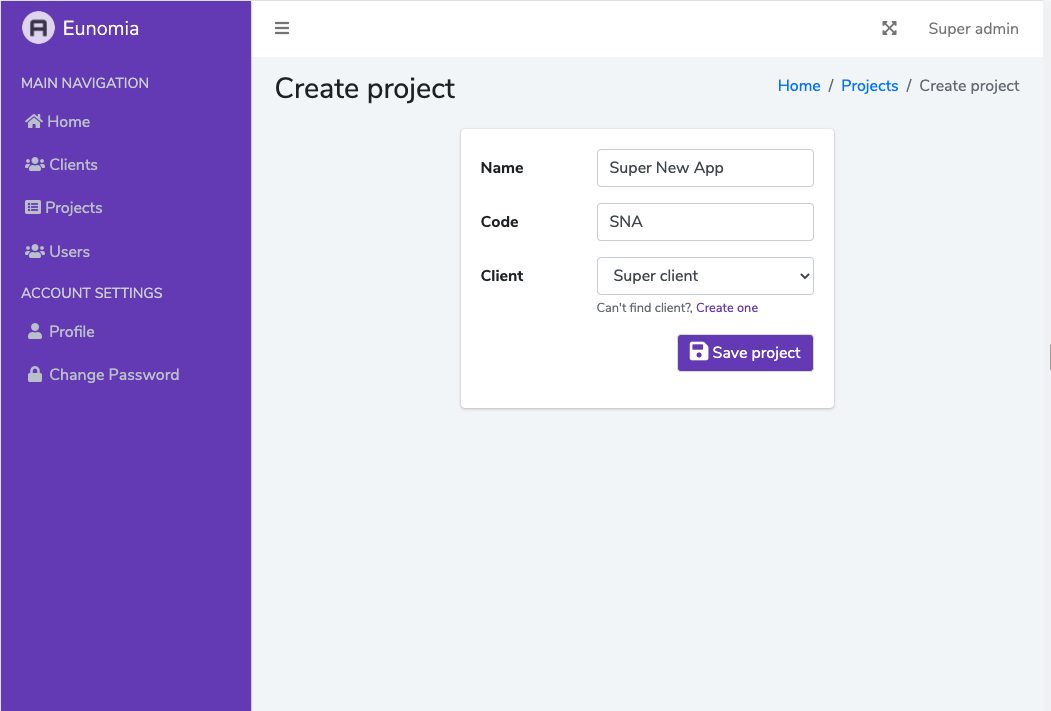 Eunomia
Super admin
MAIN NAVIGATION
Home
Clients
Projects
Users
ACCOUNT SETTINGS
Profile
Change Password
Create project
Home / Projects / Create project
Name Super New App
Code SNA
Client Super client
Can't find client?, Create one
Save project